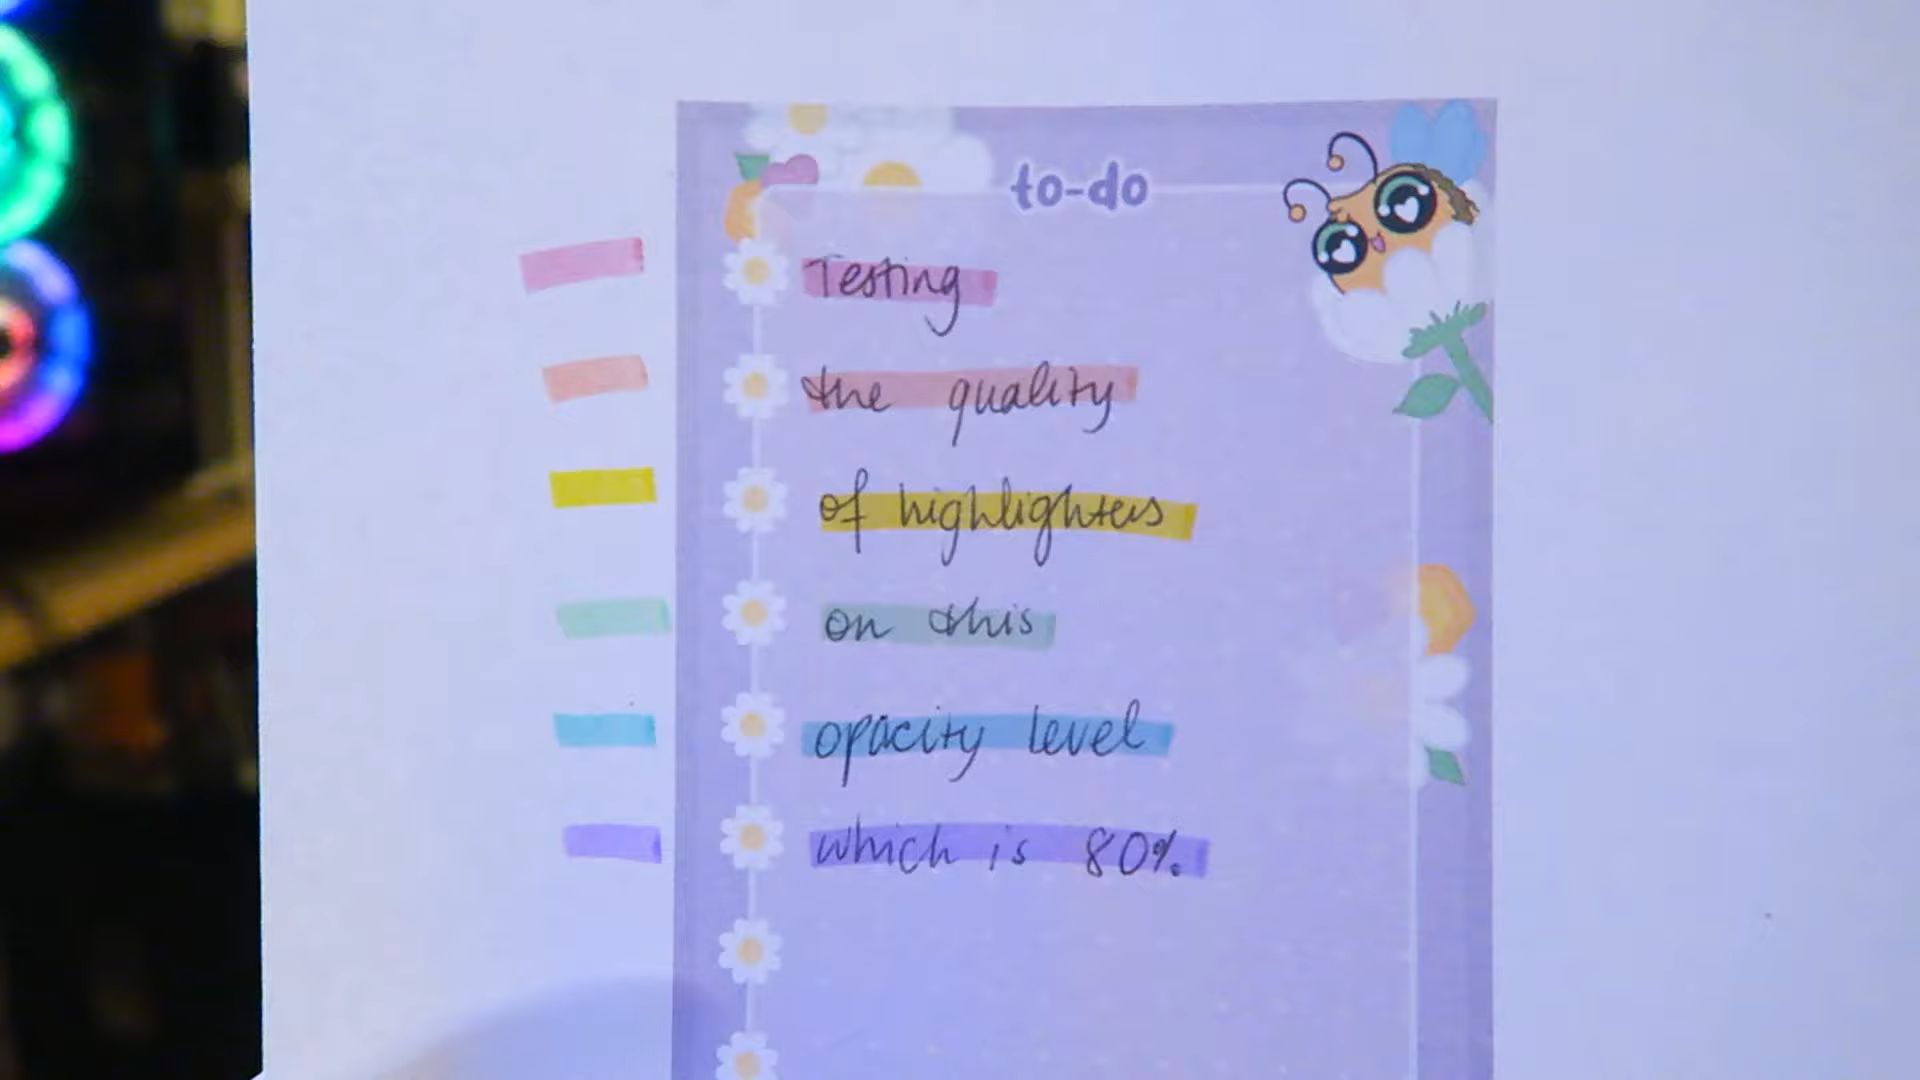 to-do
Testing
the quality
of highlighters
on this
opacity level
which is 80%